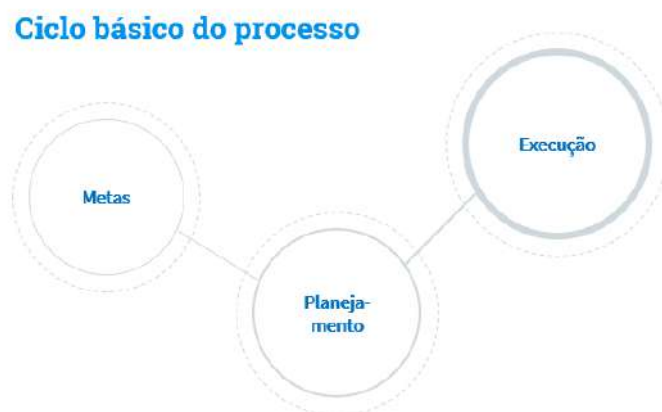 Ciclo básico do processo
Metas
Planeja-
mento
Execução